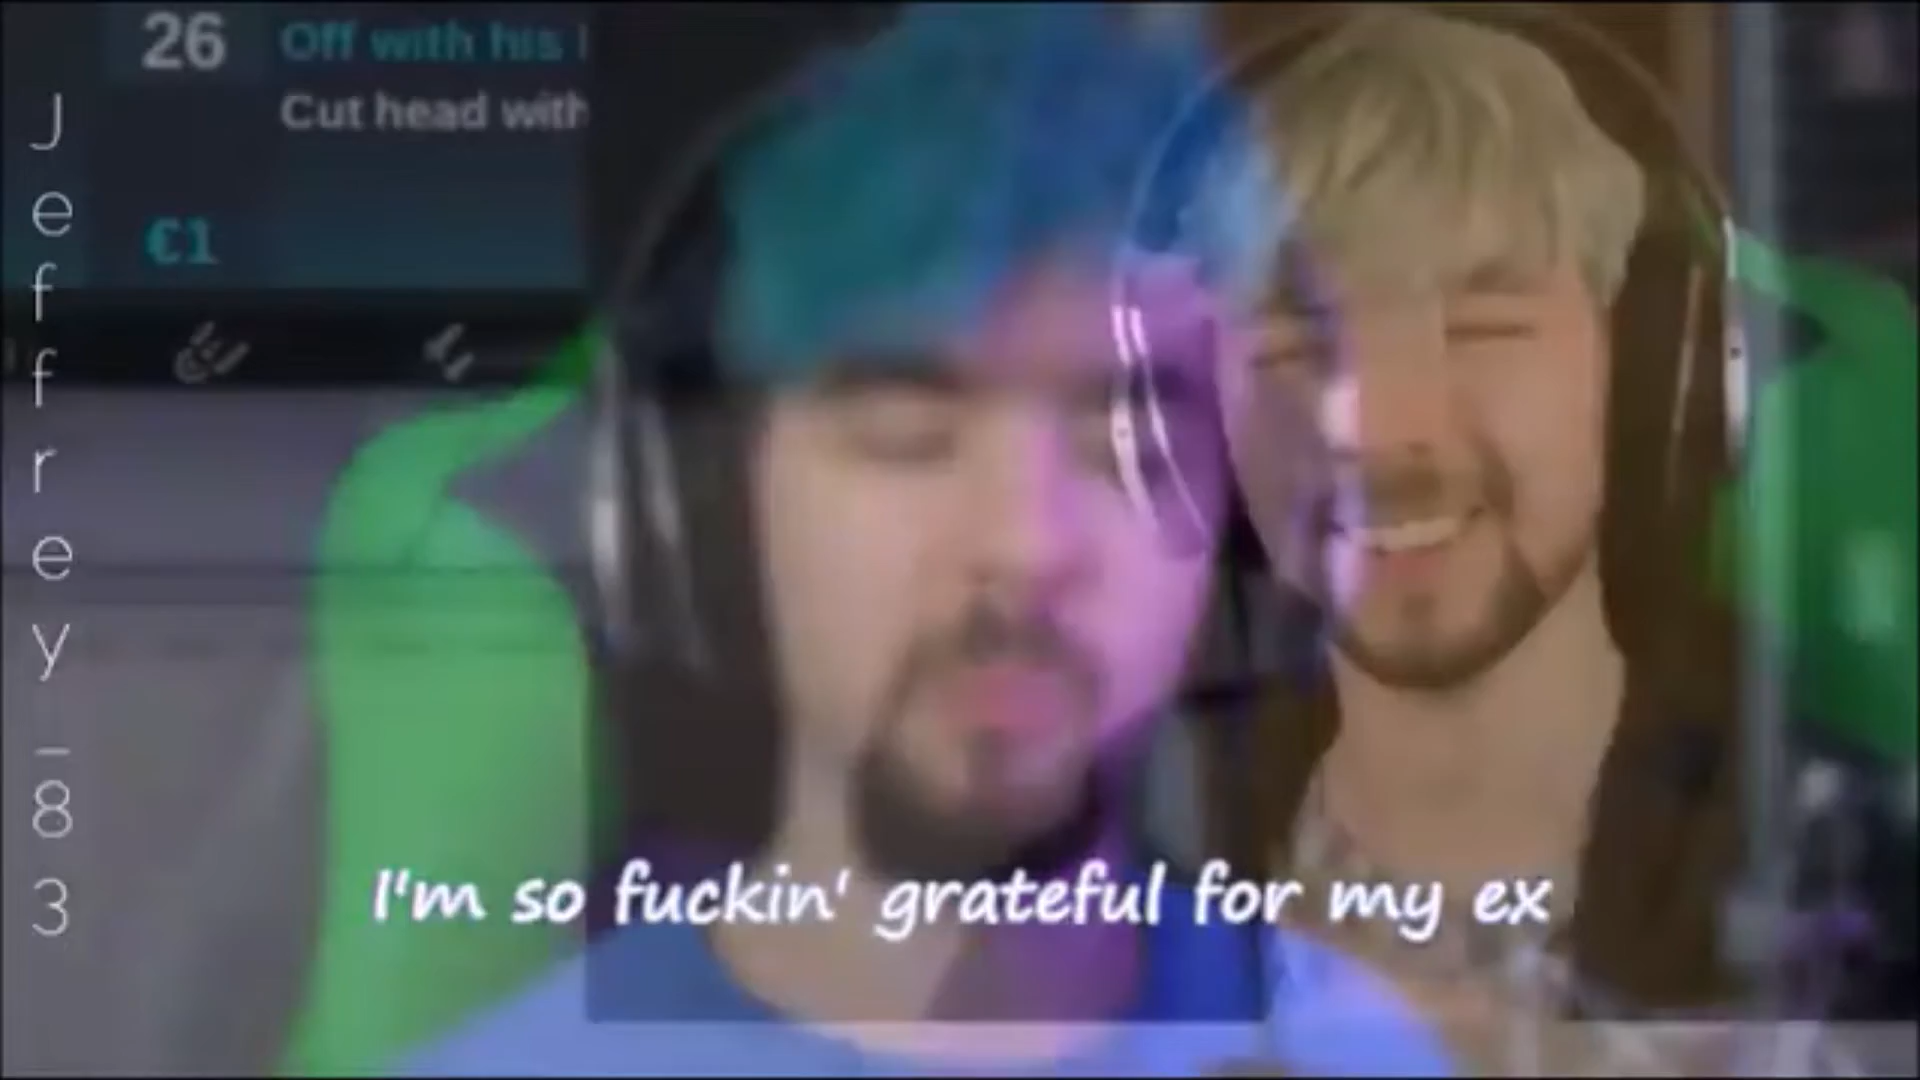 26
Off with his
Cut head with
€1
Jeffrey_83
I'm so fuckin' grateful for my ex